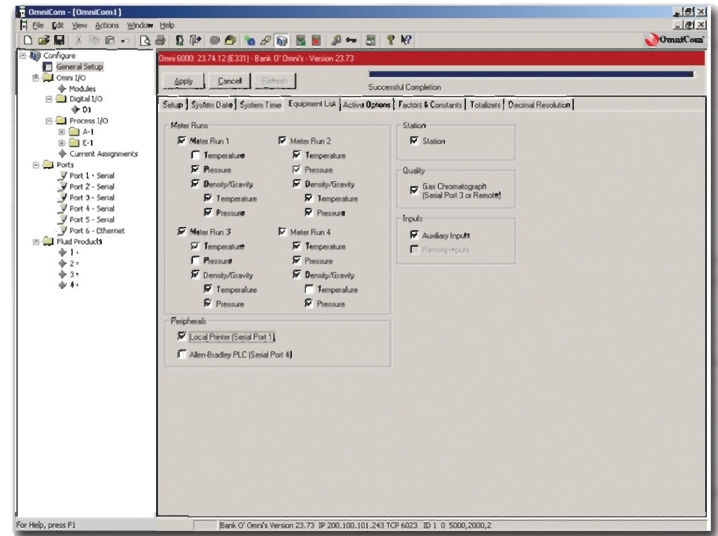 OmniCom - [OmniCom1]
File Edit View Actions Window Help
OmniCom
Configure
General Setup
Omni I/O
Modules
Digital I/O
D1
Process I/O
A-1
E-1
Current Assignments
Ports
Port 1 - Serial
Port 2 - Serial
Port 3 - Serial
Port 4 - Serial
Port 5 - Serial
Port 6 - Ethernet
Fluid Products
1 -
2 -
3 -
4 -
Omni 6000: 23.74.12 (E331) - Bank O' Omni's - Version 23.73
Apply Cancel Refresh
Successful Completion
Setup System Date System Time Equipment List Active Options Factors & Constants Totalizers Decimal Resolution
Meter Runs
Meter Run 1
Temperature
Pressure
Density/Gravity
Temperature
Pressure
Meter Run 2
Temperature
Pressure
Density/Gravity
Temperature
Pressure
Meter Run 3
Temperature
Pressure
Density/Gravity
Temperature
Pressure
Meter Run 4
Temperature
Pressure
Density/Gravity
Temperature
Pressure
Peripherals
Local Printer (Serial Port 1)
Allen-Bradley PLC (Serial Port 4)
Station
Station
Quality
Gas Chromatograph
(Serial Port 3 or Remote)
Inputs
Auxiliary Inputs
Remote Inputs
For Help, press F1
Bank O' Omni's Version 23.73 IP 200.100.101.243 TCP 6023 ID 1 0 5000,2000,2